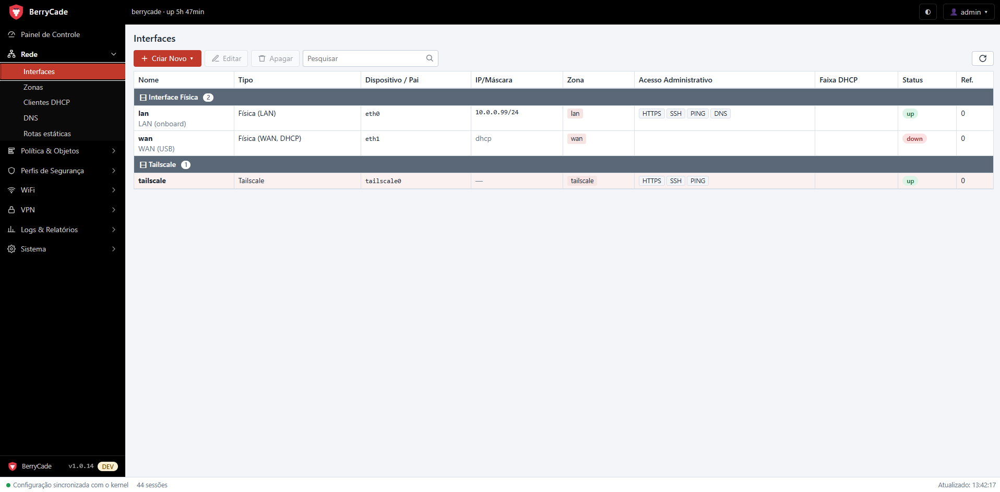 BerryCade
berrycade · up 5h 47min
admin
Painel de Controle
Rede
Interfaces
Zonas
Clientes DHCP
DNS
Rotas estáticas
Política & Objetos
Perfis de Segurança
WiFi
VPN
Logs & Relatórios
Sistema
BerryCade v1.0.14 DEV
Interfaces
+ Criar Novo Editar Apagar Pesquisar
Nome Tipo Dispositivo / Pai IP/Máscara Zona Acesso Administrativo Faixa DHCP Status Ref.
Interface Física 2
lan Física (LAN) eth0 10.0.0.99/24 lan HTTPS SSH PING DNS up 0
LAN (onboard)
wan Física (WAN, DHCP) eth1 dhcp wan down 0
WAN (USB)
Tailscale 1
tailscale Tailscale tailscale0 — tailscale HTTPS SSH PING up 0
Configuração sincronizada com o kernel 44 sessões Atualizado: 13:42:17